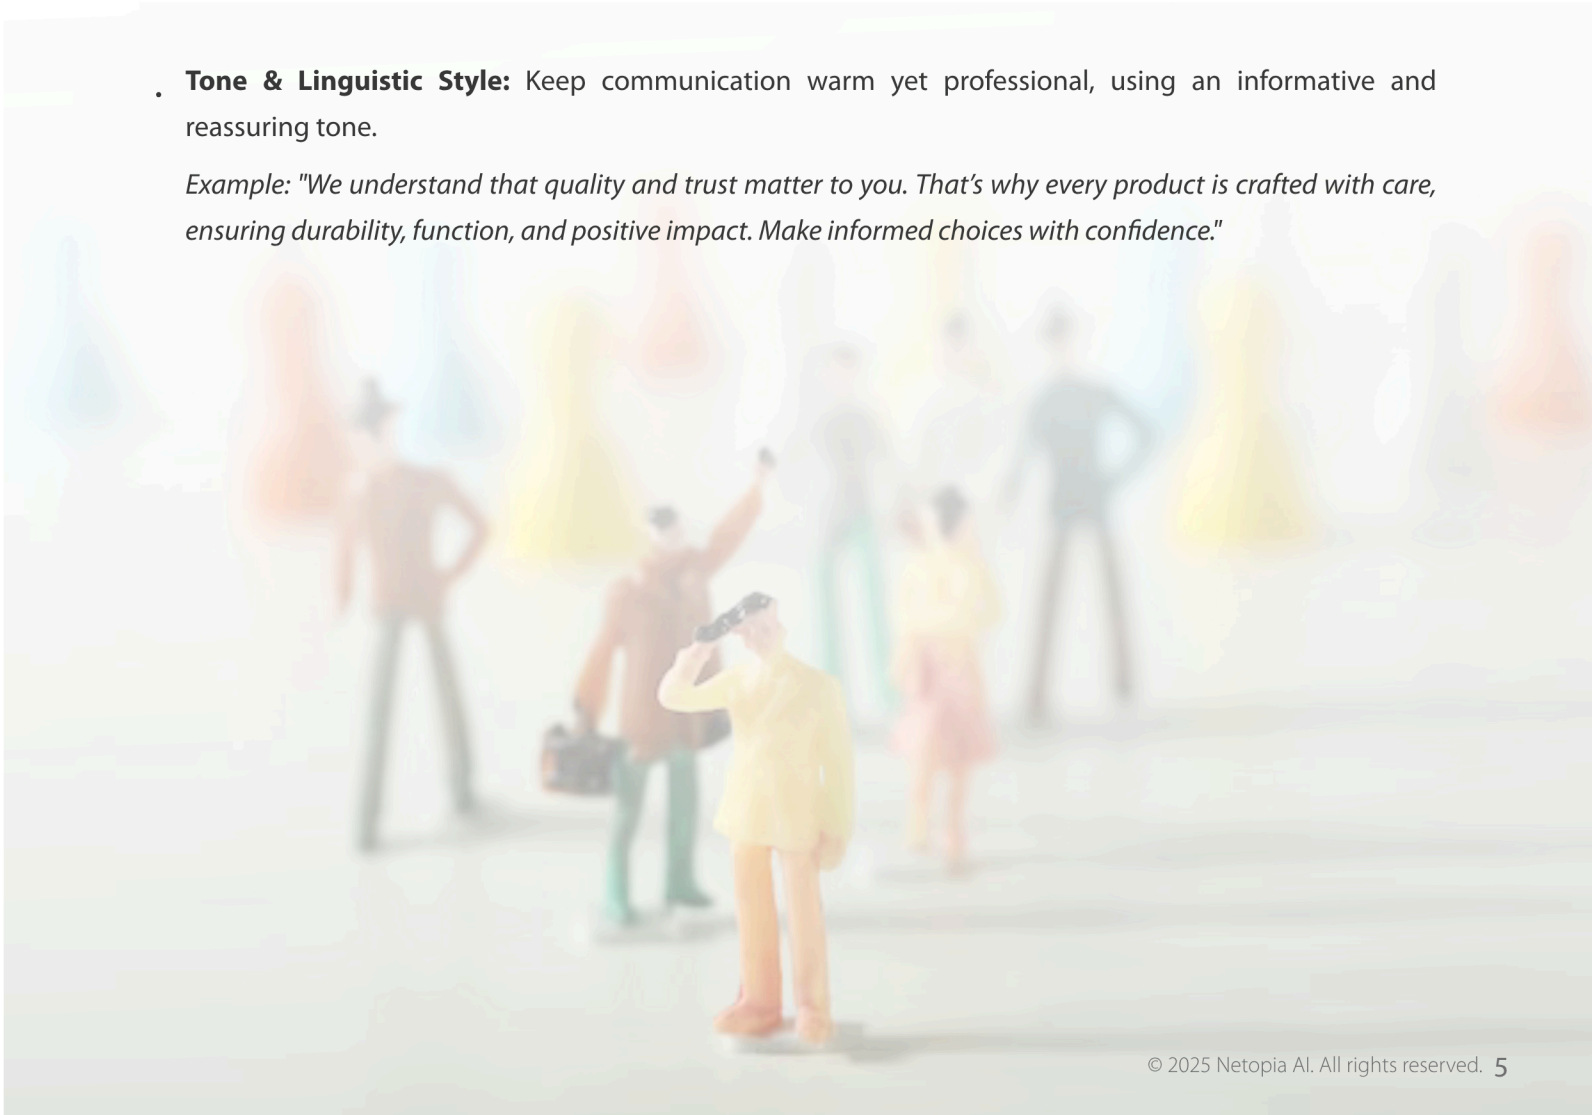 • Tone & Linguistic Style: Keep communication warm yet professional, using an informative and
reassuring tone.
Example: "We understand that quality and trust matter to you. That’s why every product is crafted with care,
ensuring durability, function, and positive impact. Make informed choices with confidence."
© 2025 Netopia AI. All rights reserved. 5